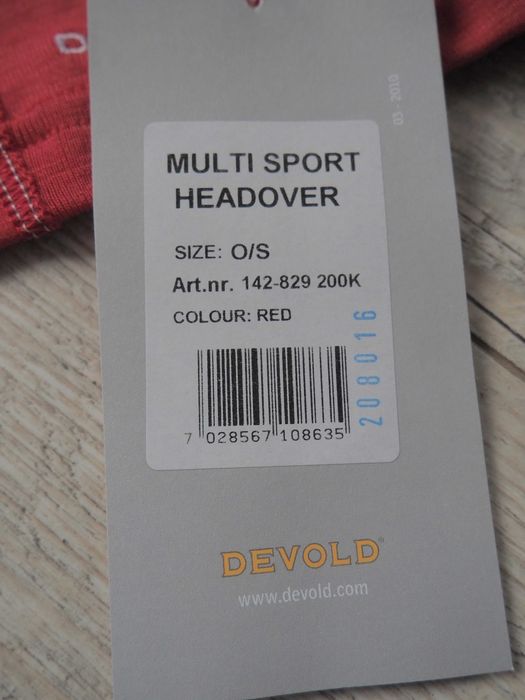 D
03 - 2010
MULTI SPORT
HEADOVER
SIZE: O/S
Art.nr. 142-829 200K
COLOUR: RED
208016
7 028567 108635
DEVOLD®
www.devold.com